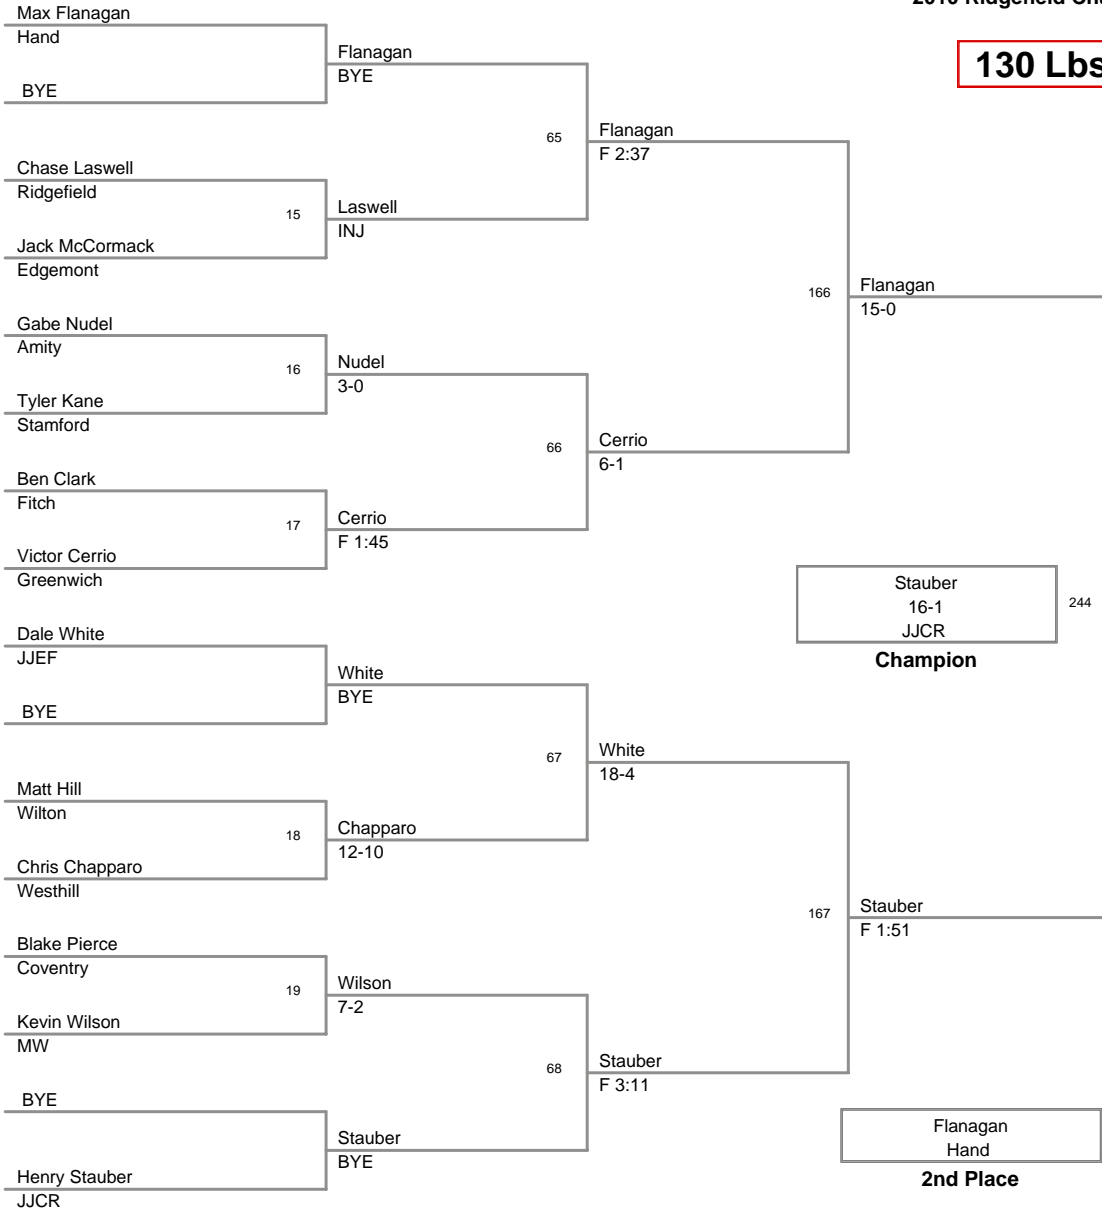 Max Flanagan
Hand
BYE
Flanagan
BYE
Chase Laswell
Ridgefield
15
Jack McCormack
Edgemont
Laswell
INJ
65
Flanagan
F 2:37
Gabe Nudel
Amity
16
Tyler Kane
Stamford
Nudel
3-0
Ben Clark
Fitch
17
Victor Cerrio
Greenwich
Cerrio
F 1:45
66
Cerrio
6-1
166
Flanagan
15-0
Dale White
JJEF
BYE
White
BYE
Matt Hill
Wilton
18
Chris Chapparo
Westhill
Chapparo
12-10
67
White
18-4
Blake Pierce
Coventry
19
Kevin Wilson
MW
Wilson
7-2
BYE
Henry Stauber
JJCR
Stauber
BYE
68
Stauber
F 3:11
167
Stauber
F 1:51
130 Lbs
Stauber
16-1
JJCR
244
Champion
Flanagan
Hand
2nd Place